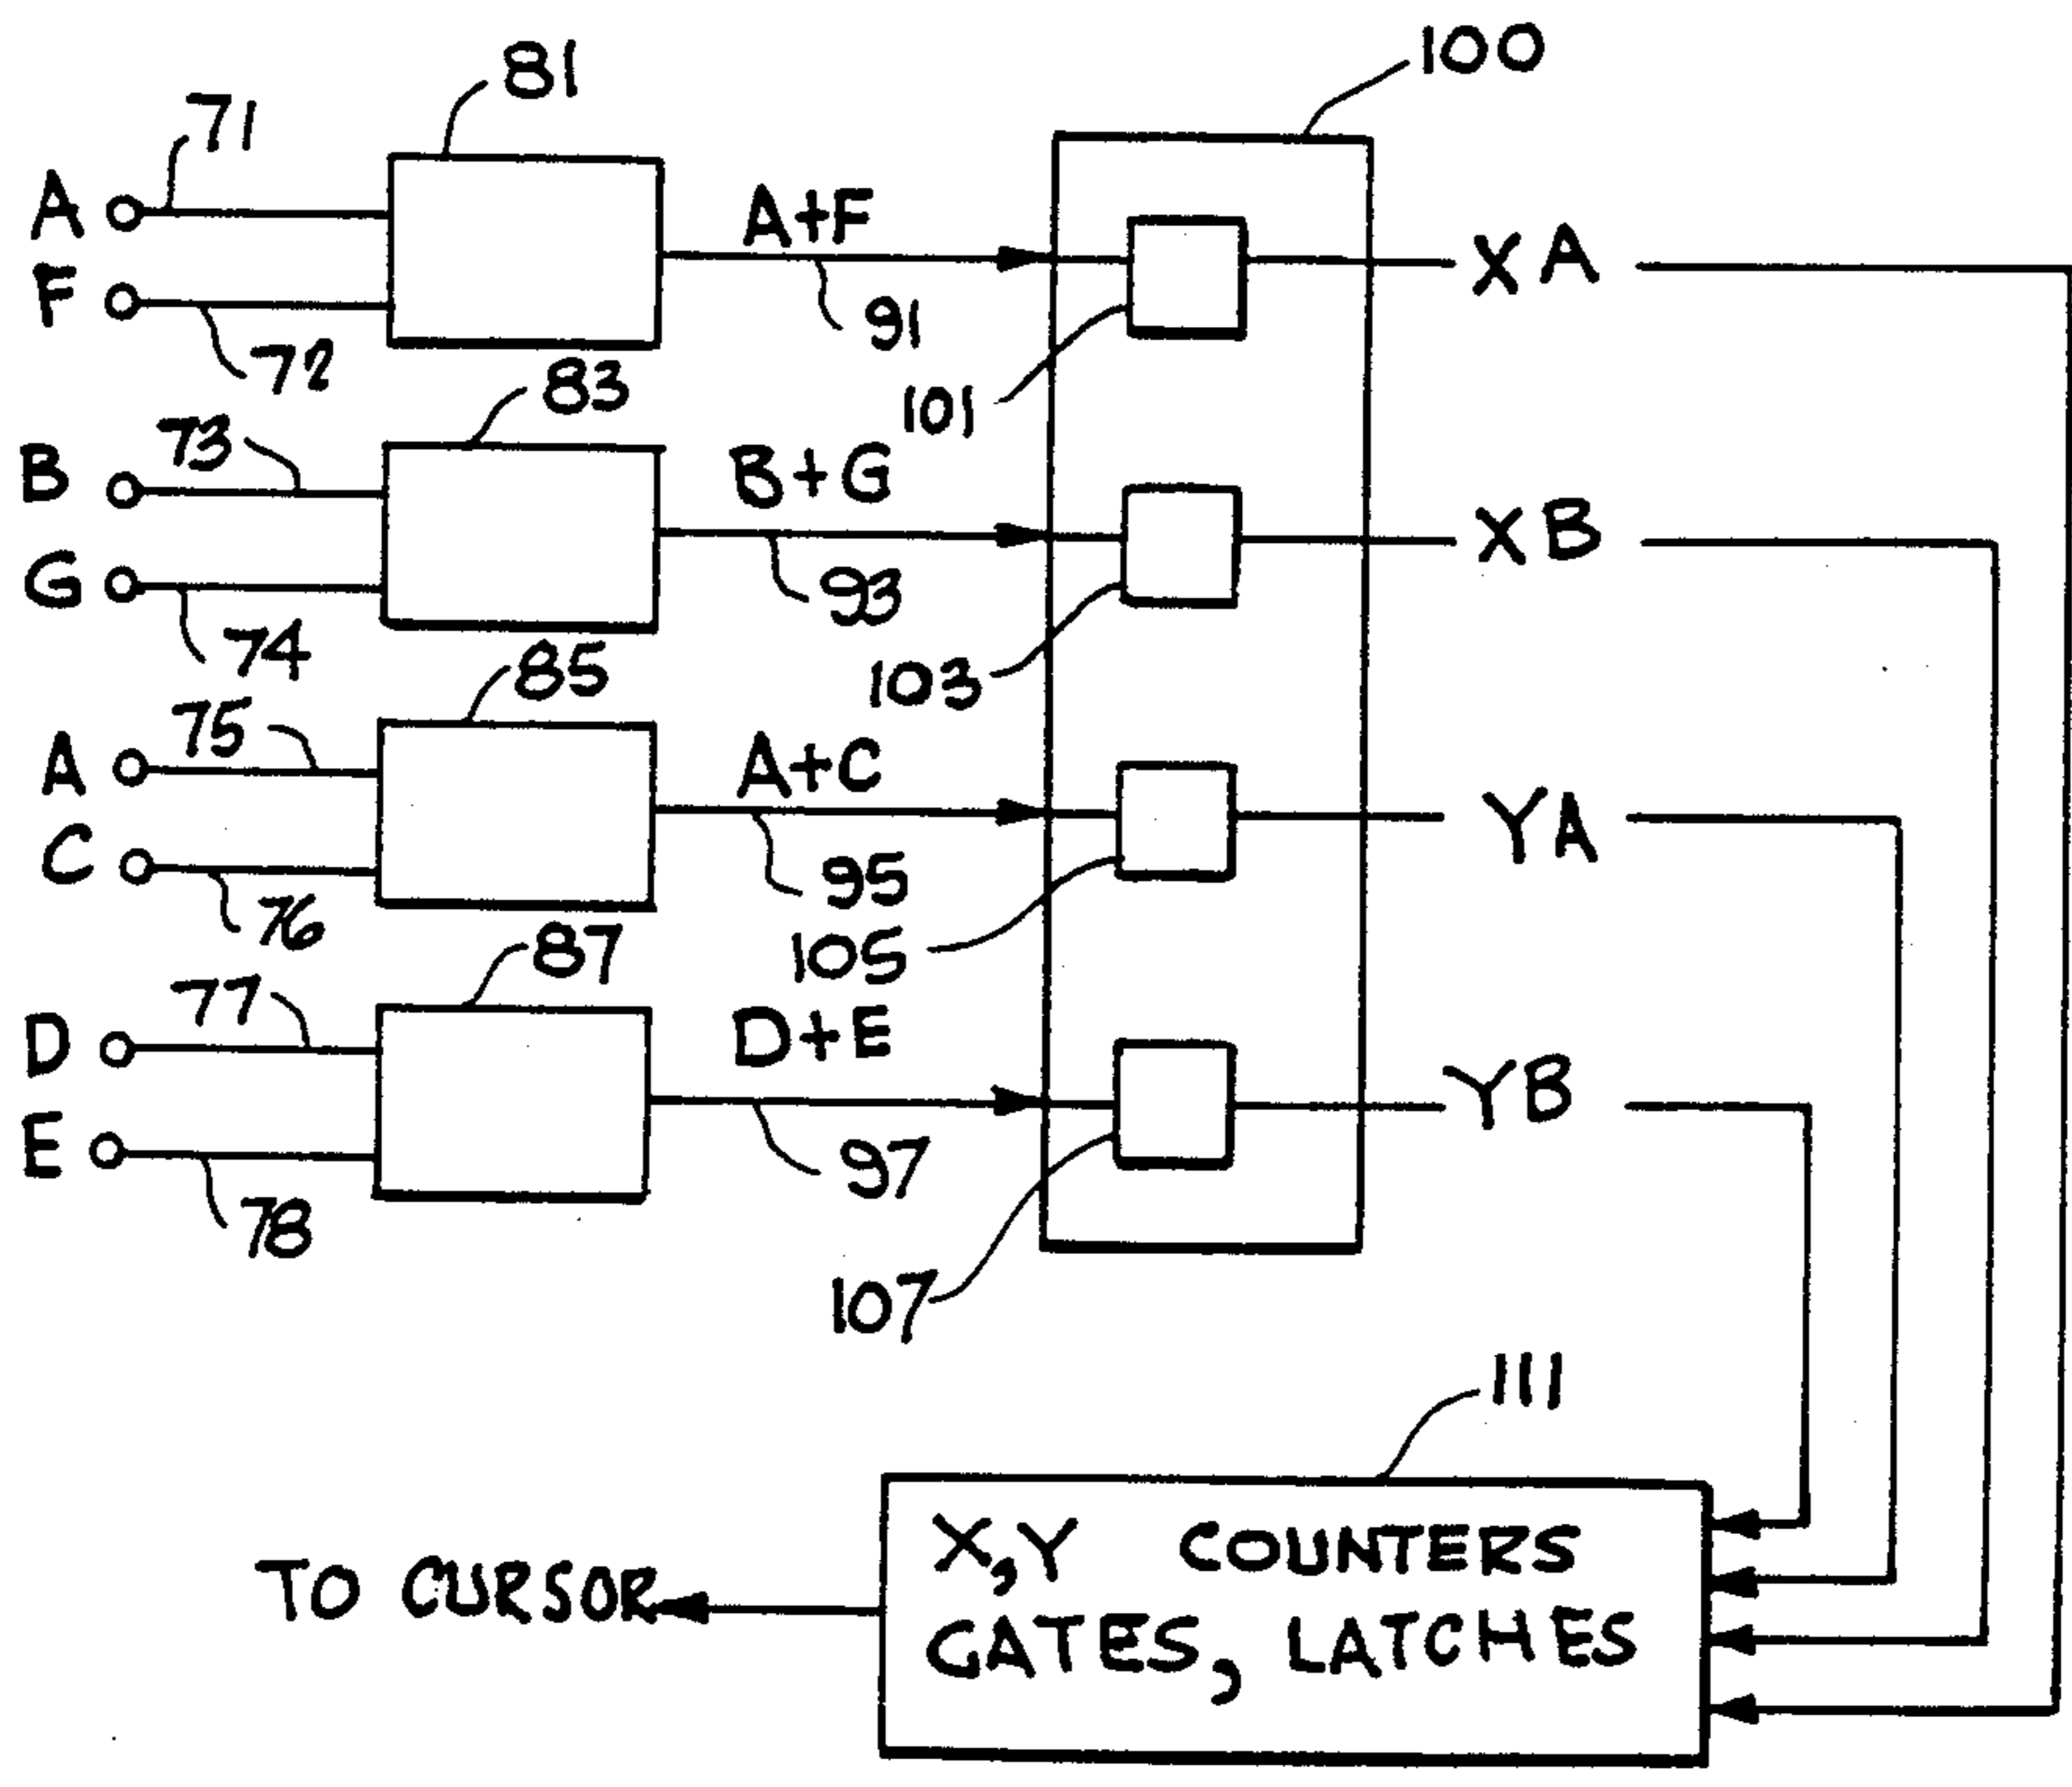 100
81
71
A
A+F
F
91
XA
72
101
83
73
B
B+G
XB
G
93
74
103
85
75
A
A+C
YA
C
95
76
105
87
77
D
D+E
YB
E
97
78
107
111
X,Y COUNTERS
GATES, LATCHES
TO CURSOR